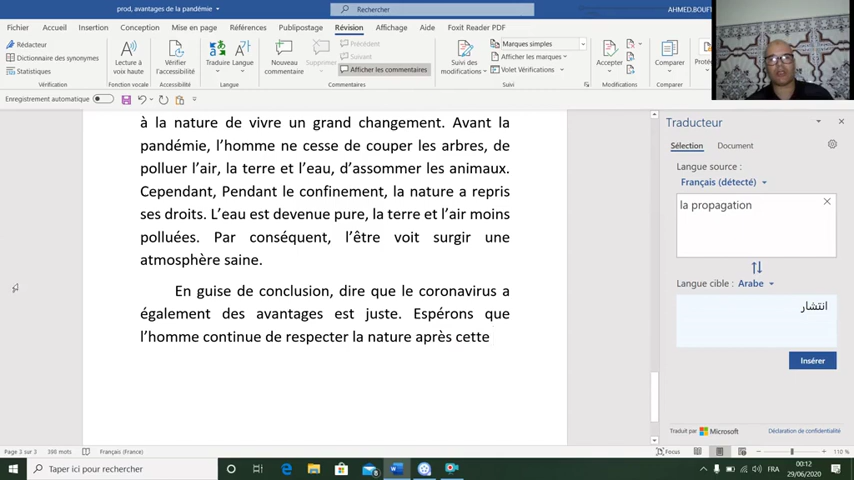 prod, avantages de la pandémie
Rechercher
AHMED.BOUFT
Fichier Accueil Insertion Conception Mise en page Références Publipostage Révision Affichage Aide Foxit Reader PDF
Rédacteur
Dictionnaire des synonymes
Statistiques
Vérification
Lecture à
voix haute
Fonction vocale
Vérifier
l'accessibilité
Accessibilité
Traduire Langue
Langue
Nouveau
commentaire
Supprimer
Précédent
Suivant
Afficher les commentaires
Commentaires
Suivi des
modifications
Marques simples
Afficher les marques
Volet Vérifications
Suivi
Accepter
Modifications
Comparer
Comparer
Enregistrement automatique
à la nature de vivre un grand changement. Avant la
pandémie, l'homme ne cesse de couper les arbres, de
polluer l'air, la terre et l'eau, d'assommer les animaux.
Cependant, Pendant le confinement, la nature a repris
ses droits. L'eau est devenue pure, la terre et l'air moins
polluées. Par conséquent, l'être voit surgir une
atmosphère saine.
En guise de conclusion, dire que le coronavirus a
également des avantages est juste. Espérons que
l'homme continue de respecter la nature après cette
Traducteur
Sélection Document
Langue source :
Français (détecté)
la propagation
Langue cible : Arabe
انتشار
Insérer
Traduit par Microsoft
Déclaration de confidentialité
Page 3 sur 3
Français (France)
Focus
110 %
Taper ici pour rechercher
FRA
00:12
29/06/2020